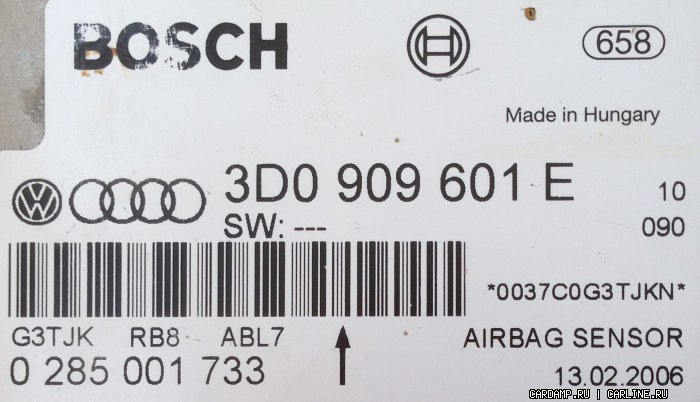 BOSCH 658
Made in Hungary
3D0 909 601 E 10
SW: --- 090
*0037C0G3TJKN*
G3TJK RB8 ABL7 AIRBAG SENSOR
0 285 001 733 13.02.2006
CARDAMP.RU | CARLINE.RU